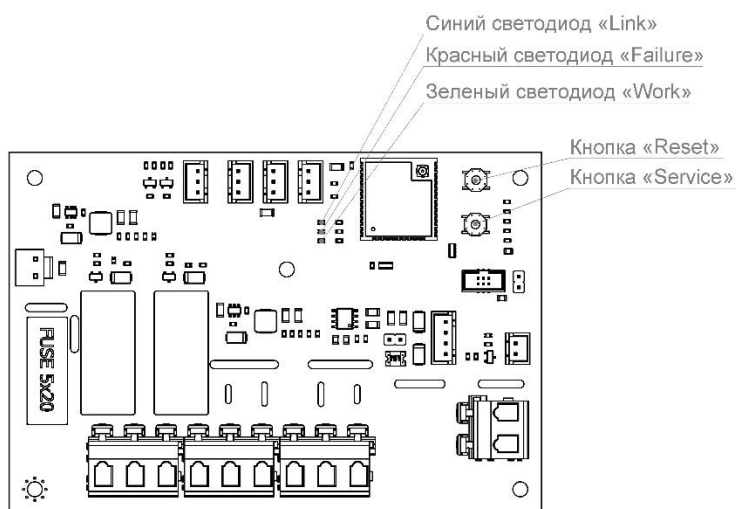 Синий светодиод «Link»
Красный светодиод «Failure»
Зеленый светодиод «Work»
Кнопка «Reset»
Кнопка «Service»
FUSE 5x20